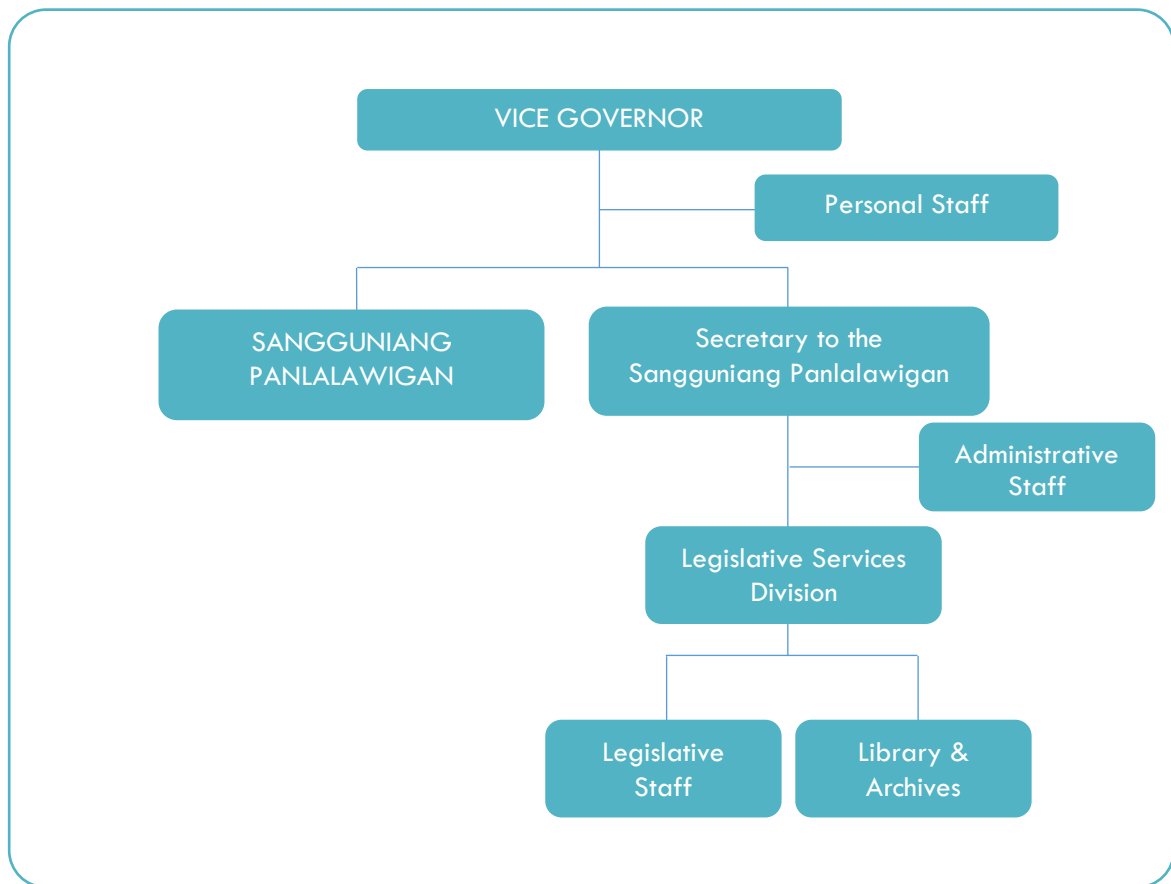 VICE GOVERNOR
Personal Staff
SANGGUNIANG
PANLALAWIGAN
Secretary to the
Sangguniang Panlalawigan
Administrative
Staff
Legislative Services
Division
Legislative
Staff
Library &
Archives